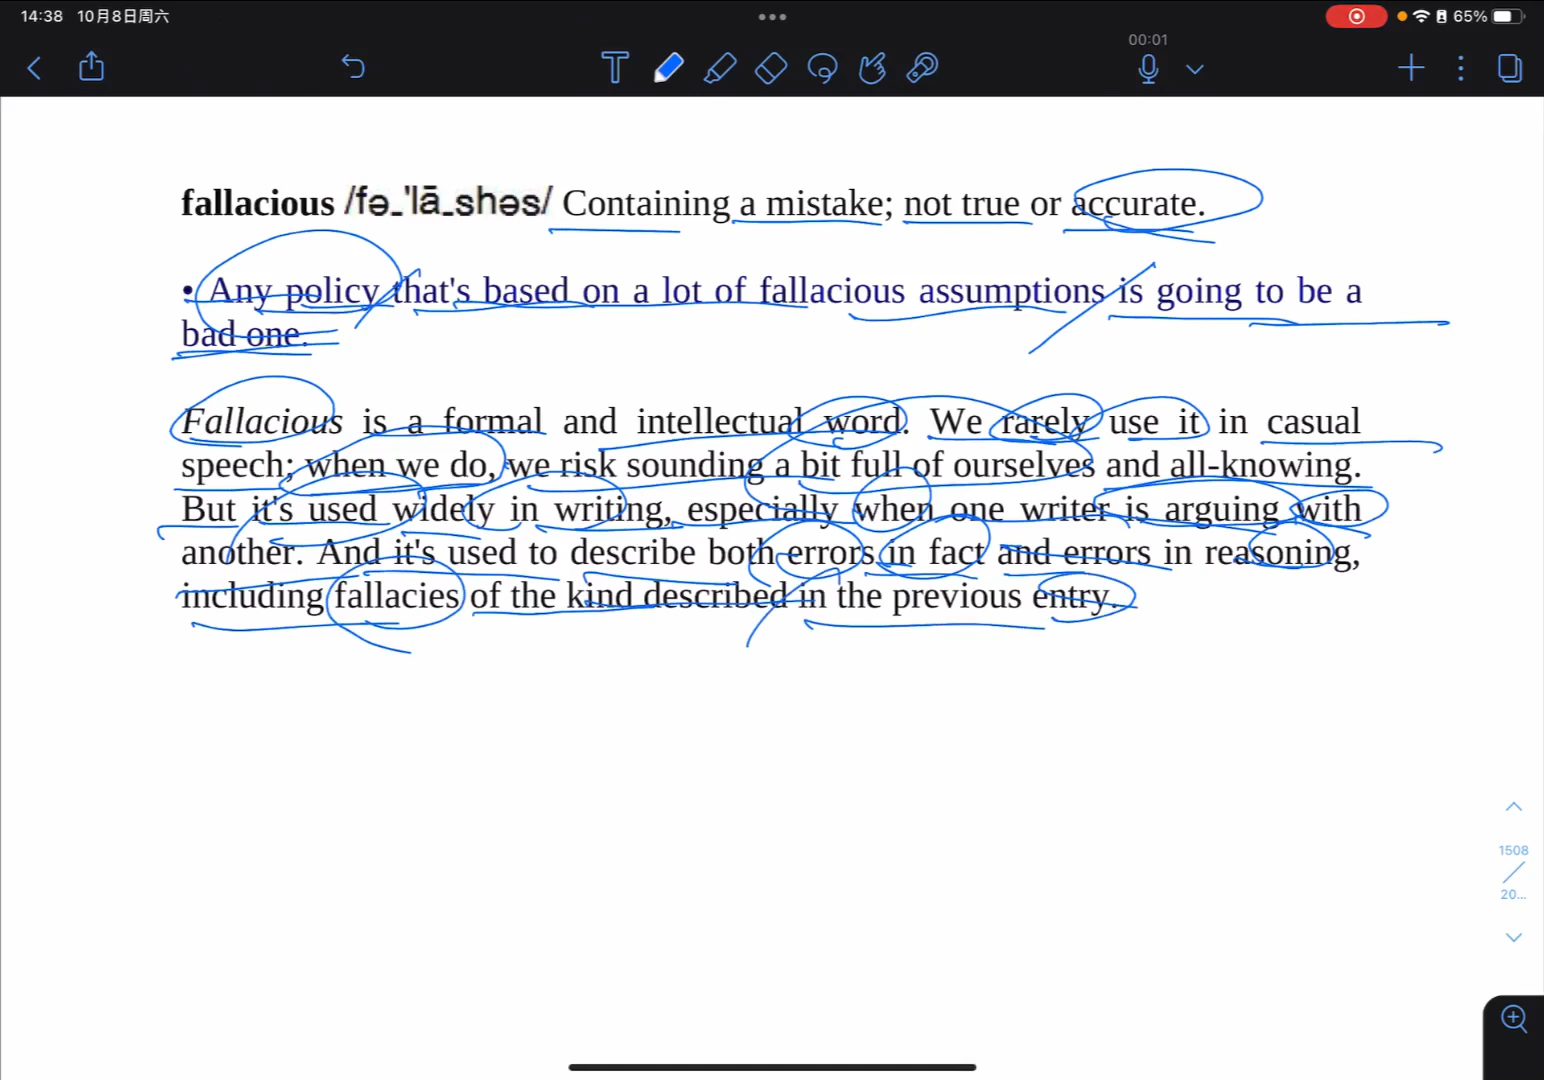 14:38 10月8日周六
65%
00:01
fallacious /fə-ˈlā-shəs/ Containing a mistake; not true or accurate.
• Any policy that's based on a lot of fallacious assumptions is going to be a
bad one.
Fallacious is a formal and intellectual word. We rarely use it in casual
speech; when we do, we risk sounding a bit full of ourselves and all-knowing.
But it's used widely in writing, especially when one writer is arguing with
another. And it's used to describe both errors in fact and errors in reasoning,
including fallacies of the kind described in the previous entry.
1508
20...